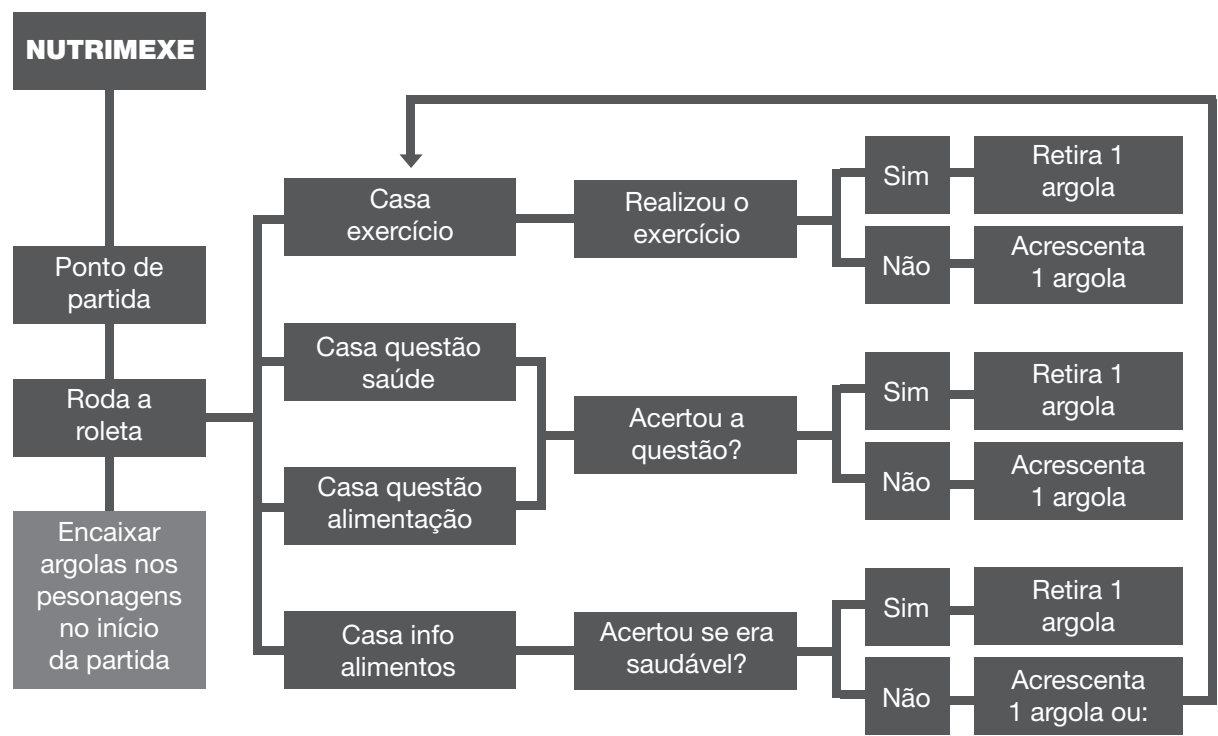 NUTRIMEXE
Ponto de
partida
Roda a
roleta
Encaixar
argolas nos
pesonagens
no início
da partida
Casa
exercício
Realizou o
exercício
Sim
Retira 1
argola
Não
Acrescenta
1 argola
Casa questão
saúde
Casa questão
alimentação
Acertou a
questão?
Sim
Retira 1
argola
Não
Acrescenta
1 argola
Casa info
alimentos
Acertou se era
saudável?
Sim
Retira 1
argola
Não
Acrescenta
1 argola ou: